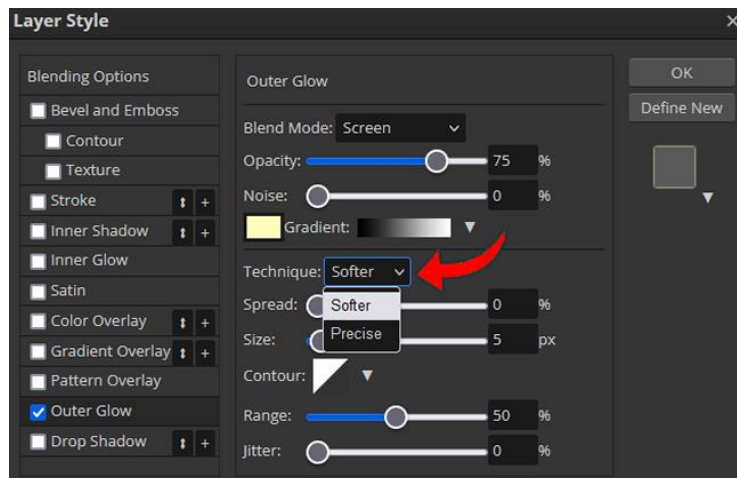 Layer Style
Blending Options
Bevel and Emboss
Contour
Texture
Stroke
Inner Shadow
Inner Glow
Satin
Color Overlay
Gradient Overlay
Pattern Overlay
Outer Glow
Drop Shadow
Outer Glow
Blend Mode: Screen
Opacity: 75 %
Noise: 0 %
Gradient:
Technique: Softer
Softer
Precise
Spread: 0 %
Size: 5 px
Contour:
Range: 50 %
Jitter: 0 %
OK
Define New